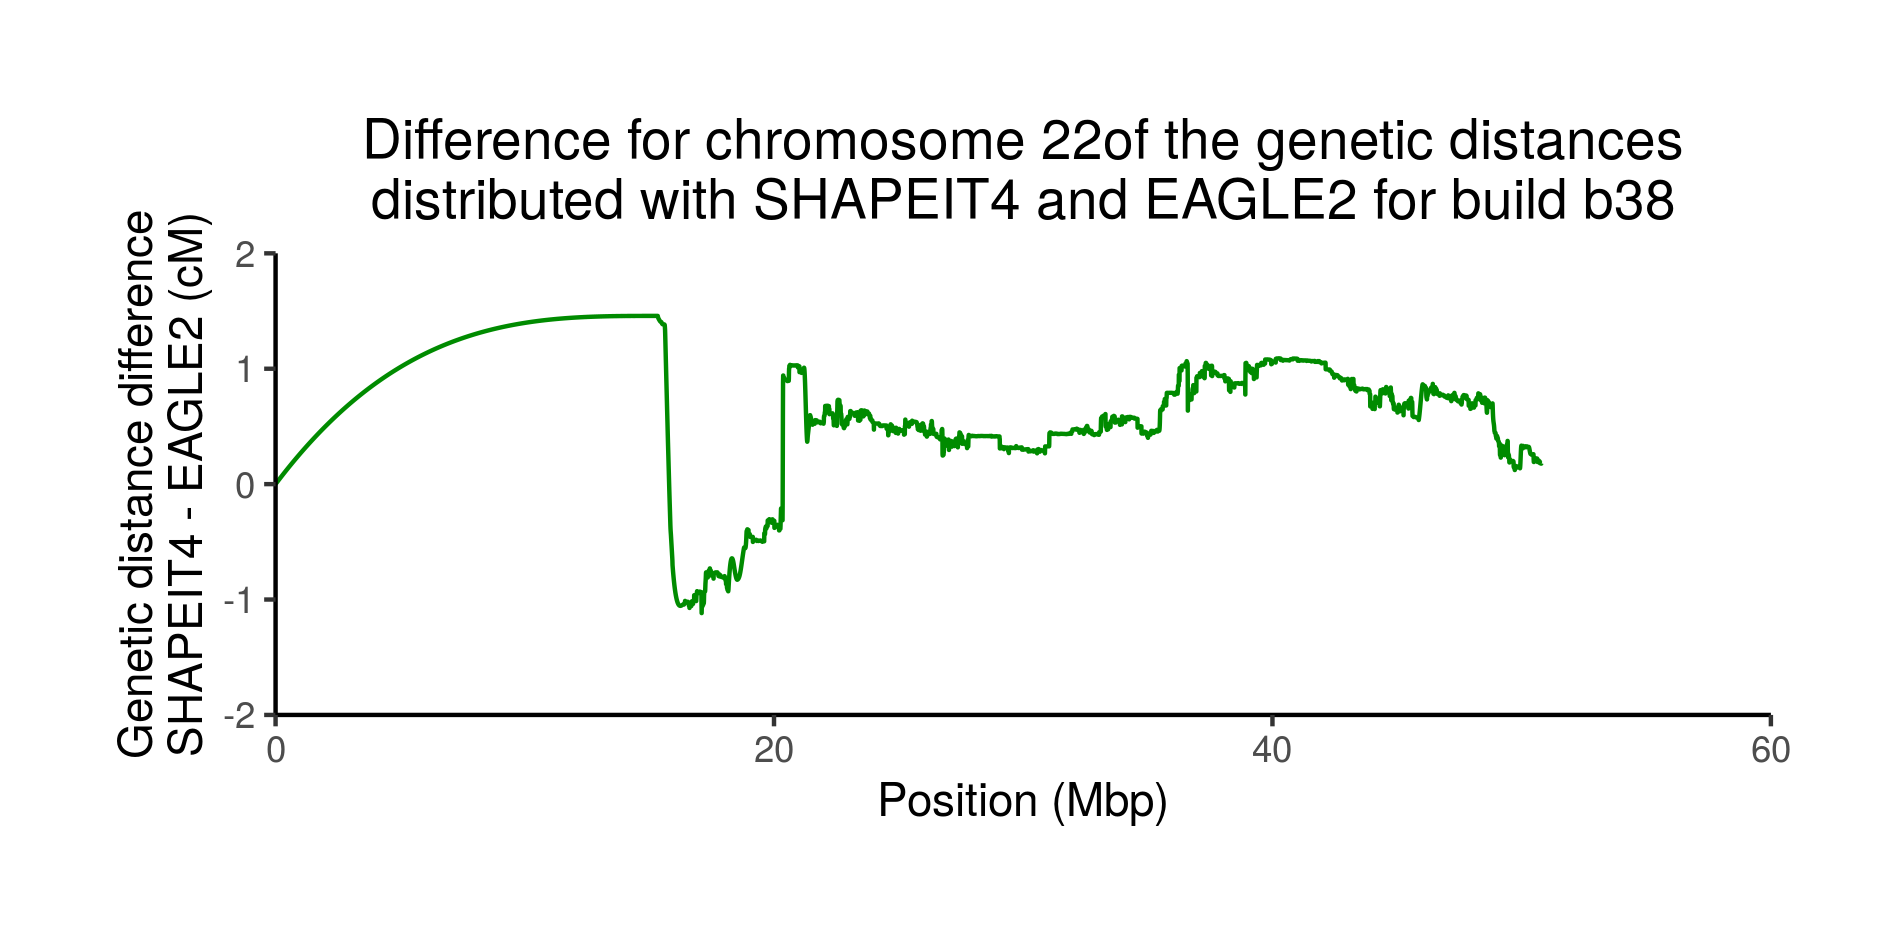 Difference for chromosome 22of the genetic distances
distributed with SHAPEIT4 and EAGLE2 for build b38
Genetic distance difference
SHAPEIT4 - EAGLE2 (cM)
2
1
0
-1
-2
0
20
40
60
Position (Mbp)